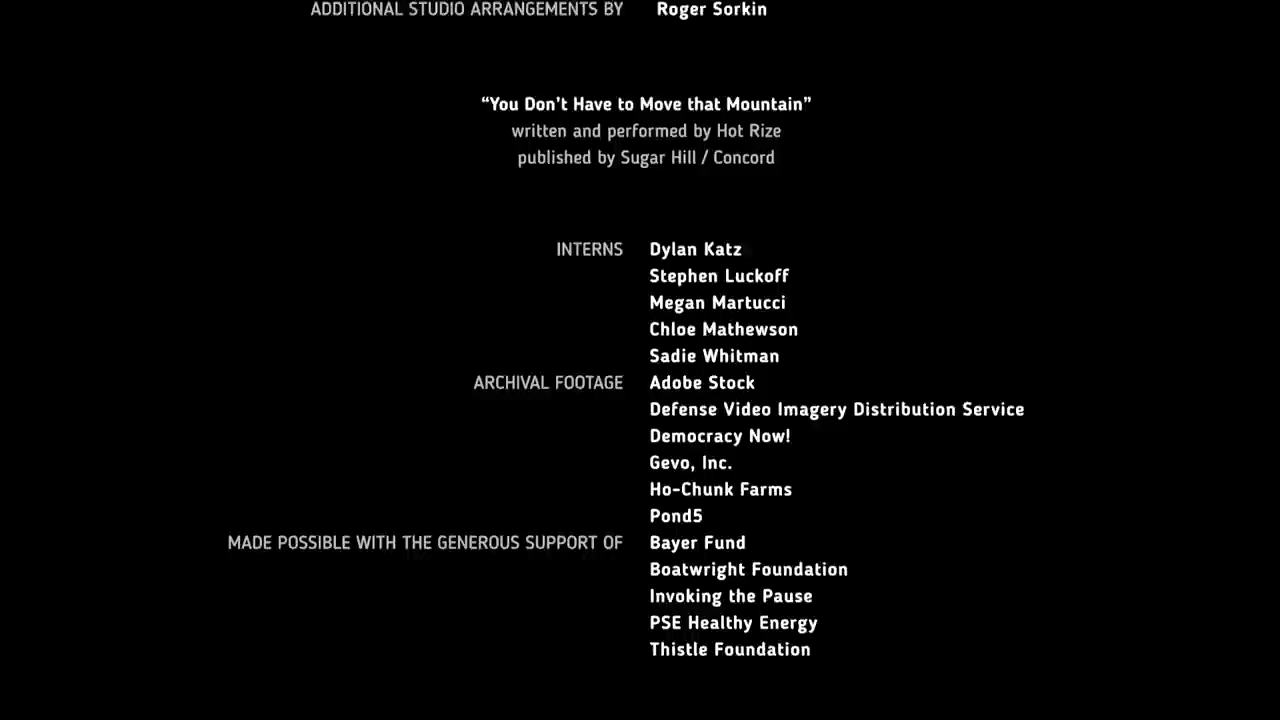 ADDITIONAL STUDIO ARRANGEMENTS BY Roger Sorkin
“You Don’t Have to Move that Mountain”
written and performed by Hot Rize
published by Sugar Hill / Concord
INTERNS Dylan Katz
Stephen Luckoff
Megan Martucci
Chloe Mathewson
Sadie Whitman
ARCHIVAL FOOTAGE Adobe Stock
Defense Video Imagery Distribution Service
Democracy Now!
Gevo, Inc.
Ho-Chunk Farms
Pond5
MADE POSSIBLE WITH THE GENEROUS SUPPORT OF Bayer Fund
Boatwright Foundation
Invoking the Pause
PSE Healthy Energy
Thistle Foundation